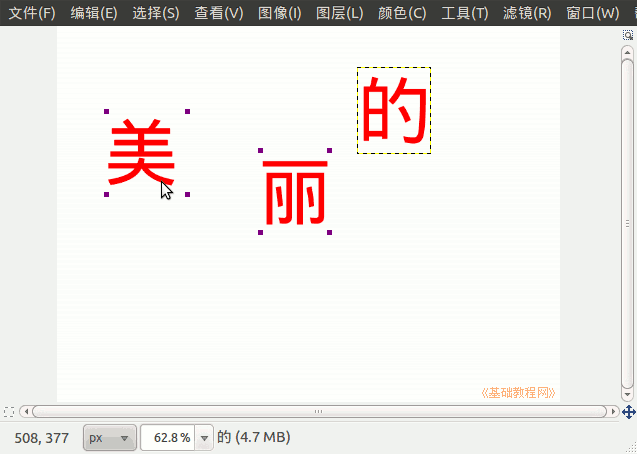 文件(F) 编辑(E) 选择(S) 查看(V) 图像(I) 图层(L) 颜色(C) 工具(T) 滤镜(R) 窗口(W)
的
美
丽
《基础教程网》
508, 377 px 62.8% 的 (4.7 MB)